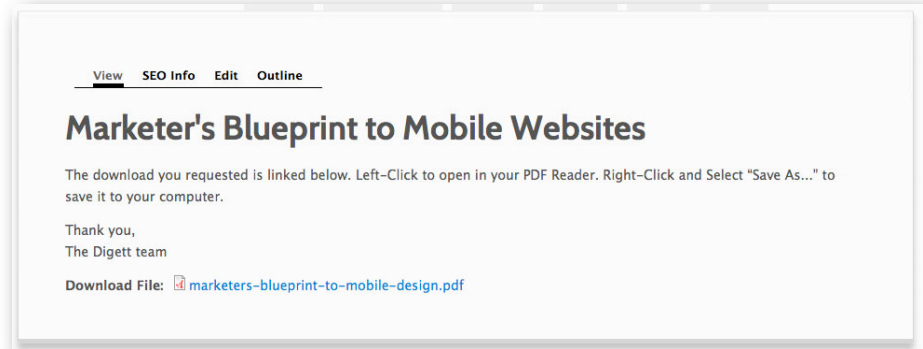 View SEO Info Edit Outline
Marketer's Blueprint to Mobile Websites
The download you requested is linked below. Left-Click to open in your PDF Reader. Right-Click and Select “Save As...” to
save it to your computer.
Thank you,
The Digett team
Download File: marketers-blueprint-to-mobile-design.pdf